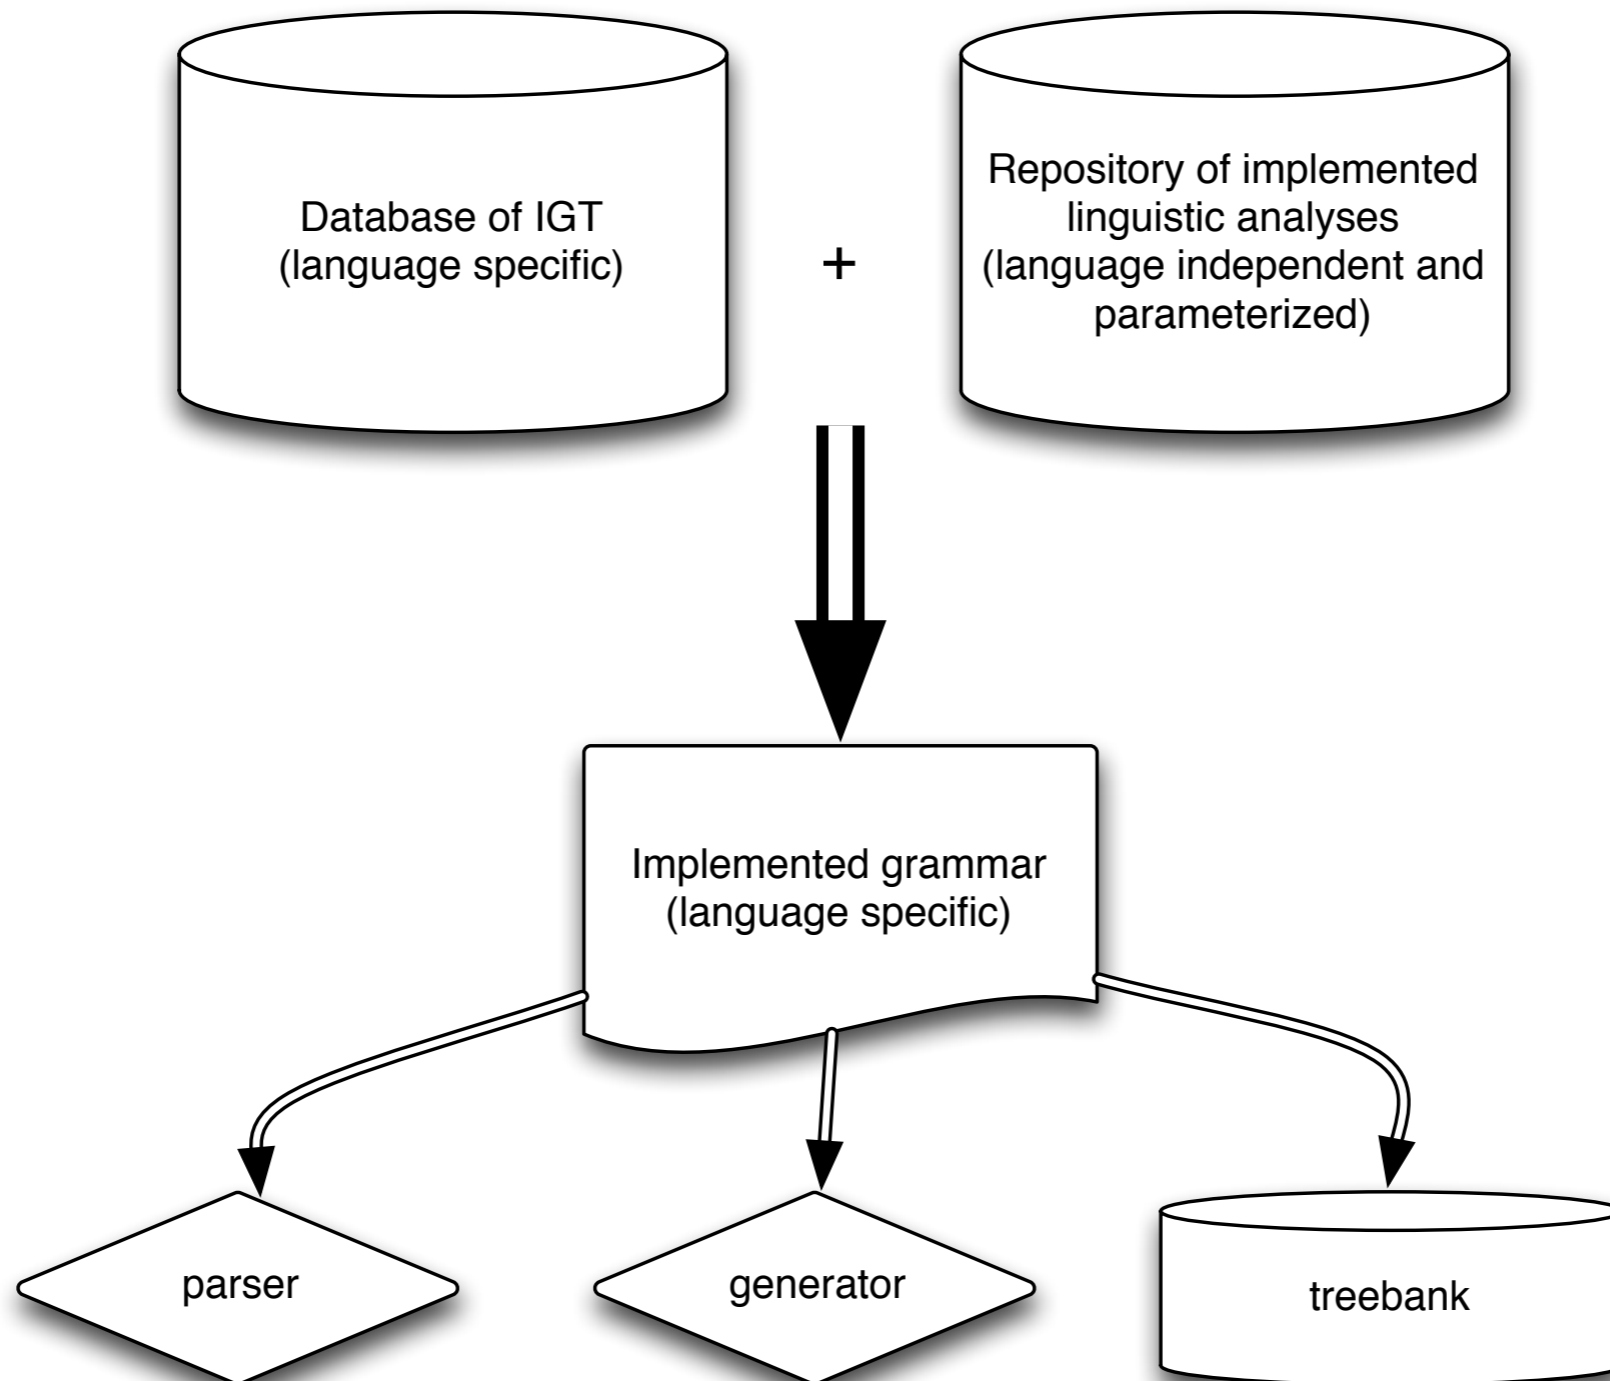 Database of IGT
(language specific)
+
Repository of implemented
linguistic analyses
(language independent and
parameterized)
Implemented grammar
(language specific)
parser
generator
treebank